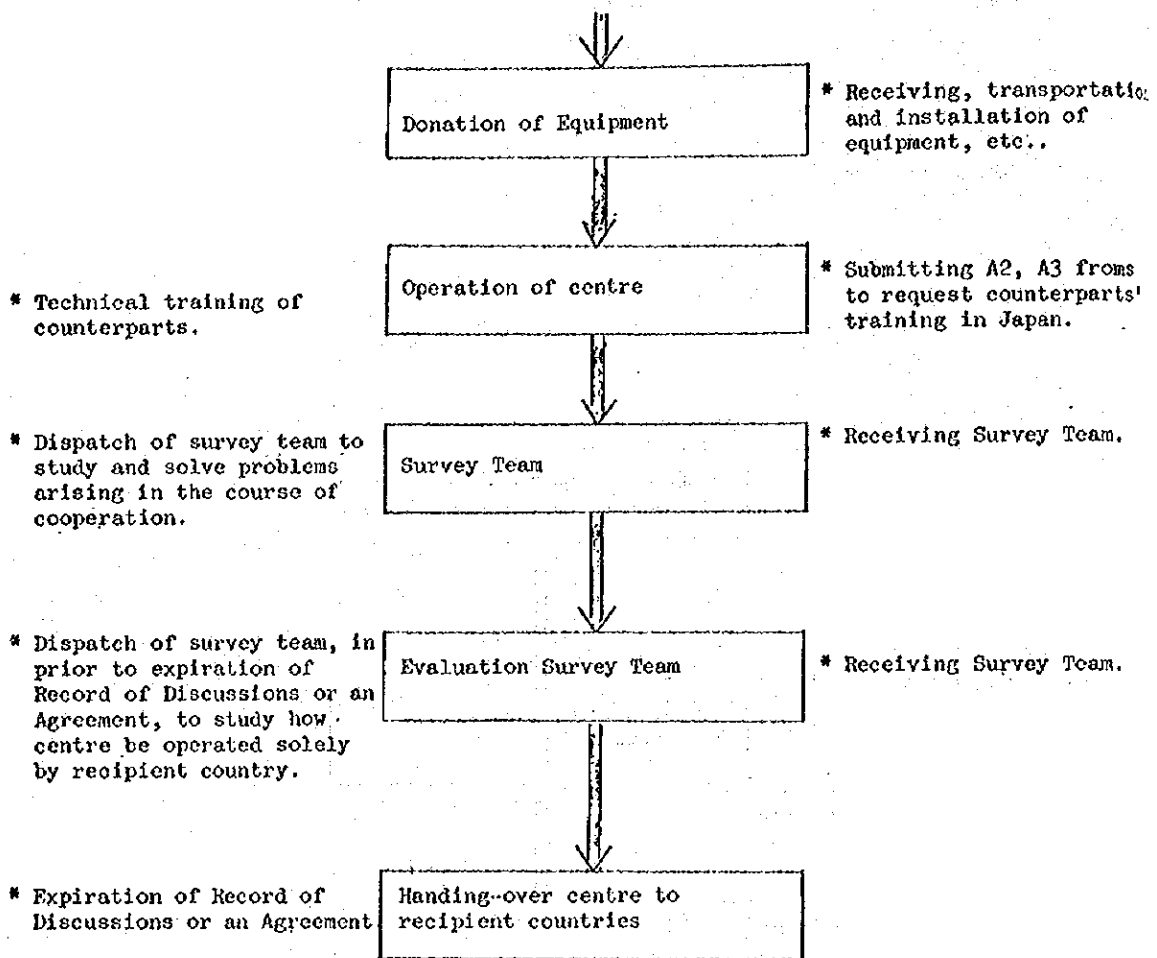 Donation of Equipment
* Receiving, transportatio
and installation of
equipment, etc..
* Technical training of
counterparts.
Operation of centre
* Submitting A2, A3 froms
to request counterparts'
training in Japan.
* Dispatch of survey team to
study and solve problems
arising in the course of
cooperation.
Survey Team
* Receiving Survey Team.
* Dispatch of survey team, in
prior to expiration of
Record of Discussions or an
Agreement, to study how
centre be operated solely
by recipient country.
Evaluation Survey Team
* Receiving Survey Team.
* Expiration of Record of
Discussions or an Agreement
Handing-over centre to
recipient countries